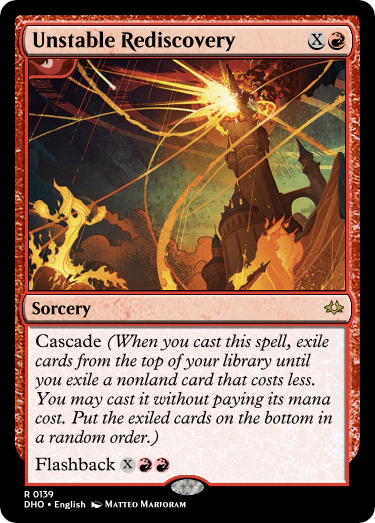 Unstable Rediscovery X R
Sorcery
Cascade (When you cast this spell, exile
cards from the top of your library until
you exile a nonland card that costs less.
You may cast it without paying its mana
cost. Put the exiled cards on the bottom in
a random order.)
Flashback X
R 0139
DHO • English MATTEO MARJORAM